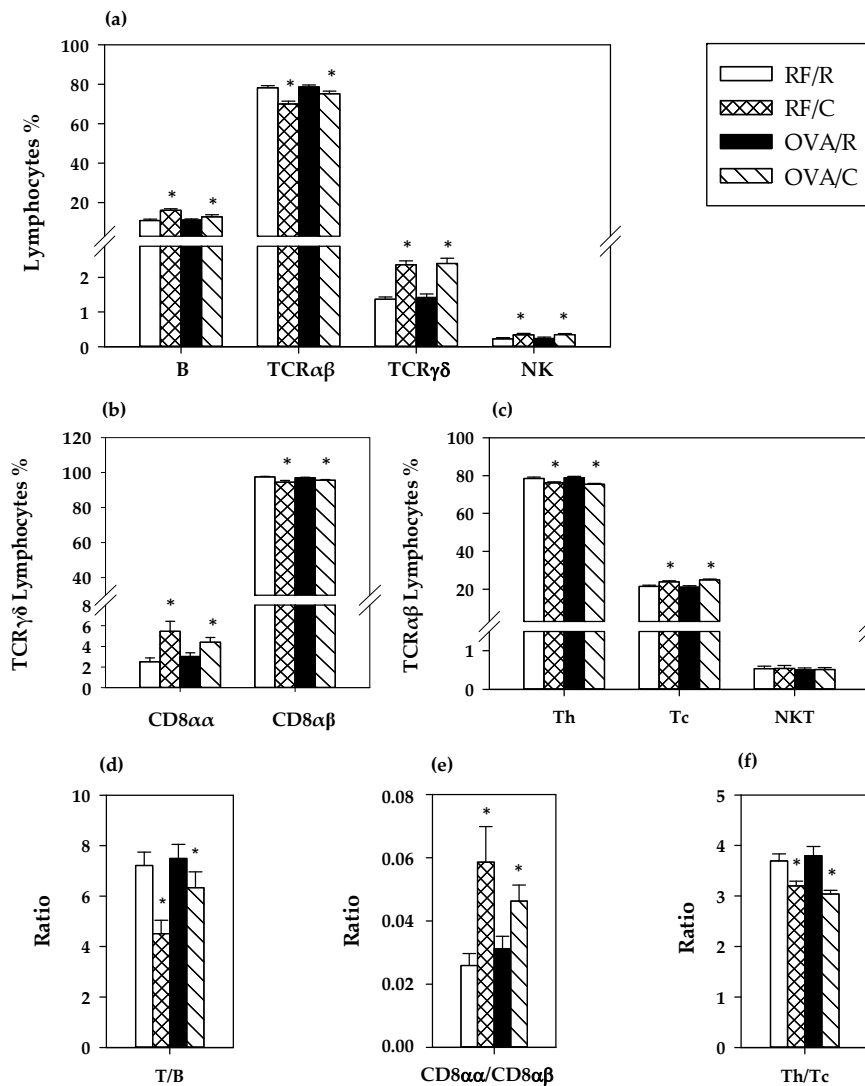 (a)
100
80
60
40
20
2
1
0
Lymphocytes %
*
*
*
*
*
*
*
*
B TCRαβ TCRγδ NK
RF/R
RF/C
OVA/R
OVA/C
(b)
120
100
80
60
40
8
6
4
2
0
TCRγδ Lymphocytes %
*
*
*
*
CD8αα CD8αβ
(c)
100
80
60
40
20
1
0
TCRαβ Lymphocytes %
*
*
*
*
Th Tc NKT
(d)
10
8
6
4
2
0
Ratio
*
*
T/B
(e)
0.08
0.06
0.04
0.02
0.00
Ratio
*
*
CD8αα/CD8αβ
(f)
5
4
3
2
1
0
Ratio
*
*
Th/Tc